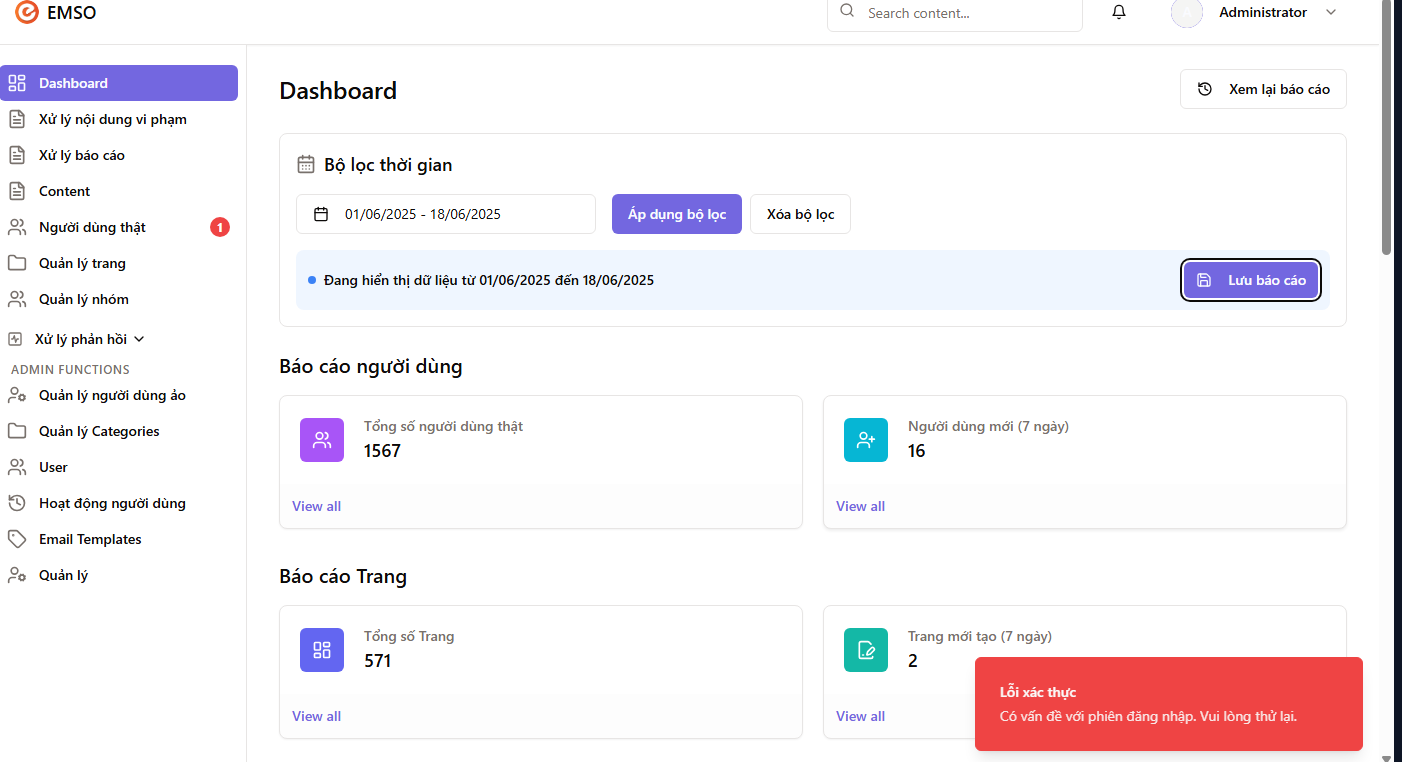 EMSO
Search content...
Administrator
Dashboard
Xử lý nội dung vi phạm
Xử lý báo cáo
Content
Người dùng thật
1
Quản lý trang
Quản lý nhóm
Xử lý phản hồi
ADMIN FUNCTIONS
Quản lý người dùng ảo
Quản lý Categories
User
Hoạt động người dùng
Email Templates
Quản lý
Dashboard
Xem lại báo cáo
Bộ lọc thời gian
01/06/2025 - 18/06/2025
Áp dụng bộ lọc
Xóa bộ lọc
Đang hiển thị dữ liệu từ 01/06/2025 đến 18/06/2025
Lưu báo cáo
Báo cáo người dùng
Tổng số người dùng thật
1567
View all
Người dùng mới (7 ngày)
16
View all
Báo cáo Trang
Tổng số Trang
571
View all
Trang mới tạo (7 ngày)
2
View all
Lỗi xác thực
Có vấn đề với phiên đăng nhập. Vui lòng thử lại.